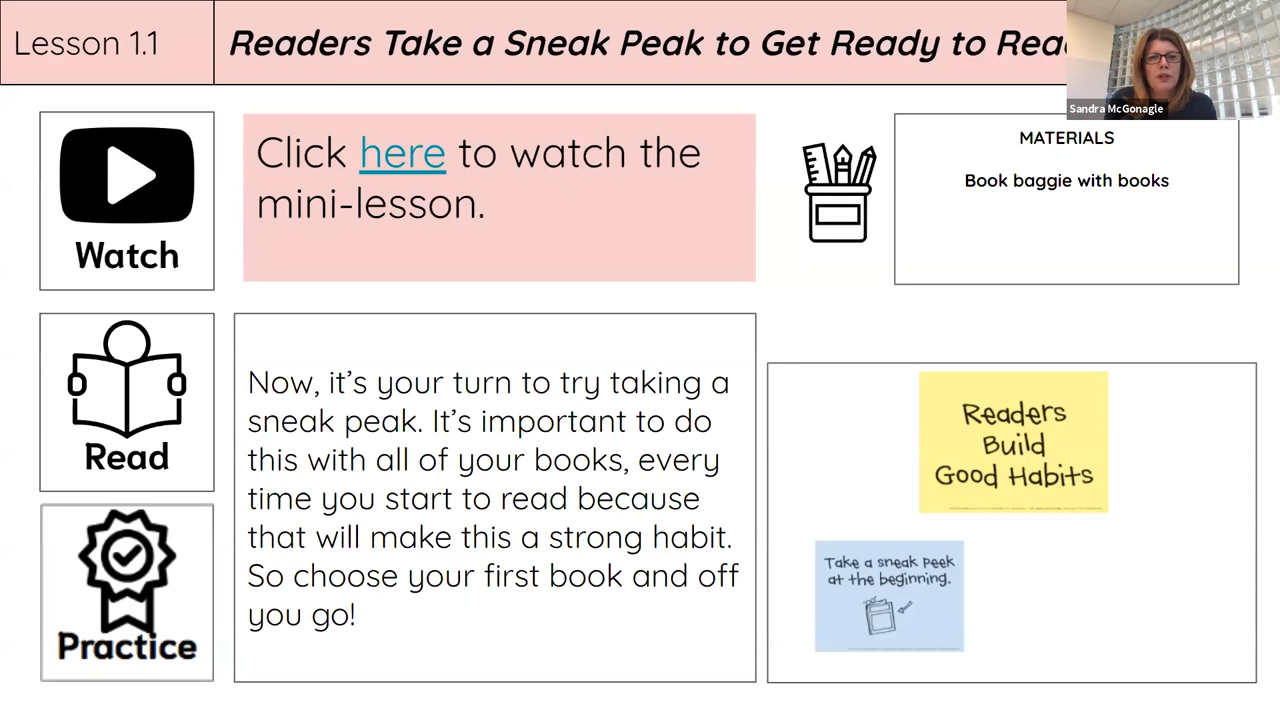 Lesson 1.1
Readers Take a Sneak Peak to Get Ready to Read
Sandra McGonagle
Watch
Click here to watch the
mini-lesson.
MATERIALS
Book baggie with books
Read
Practice
Now, it's your turn to try taking a
sneak peak. It's important to do
this with all of your books, every
time you start to read because
that will make this a strong habit.
So choose your first book and off
you go!
Readers
Build
Good Habits
Take a sneak peek
at the beginning.